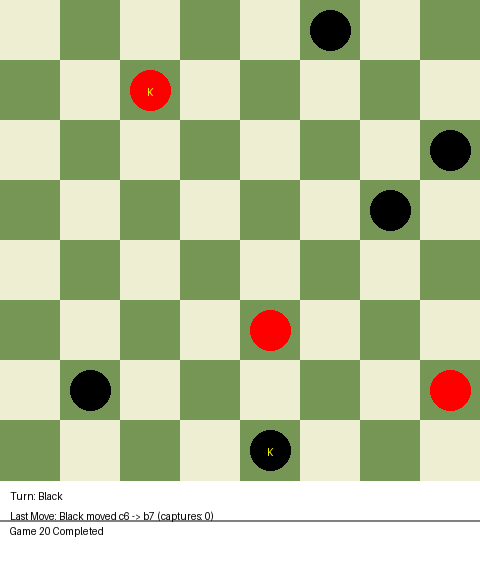 K
K
Turn: Black
Last Move: Black moved c6 -> b7 (captures: 0)
Game 20 Completed